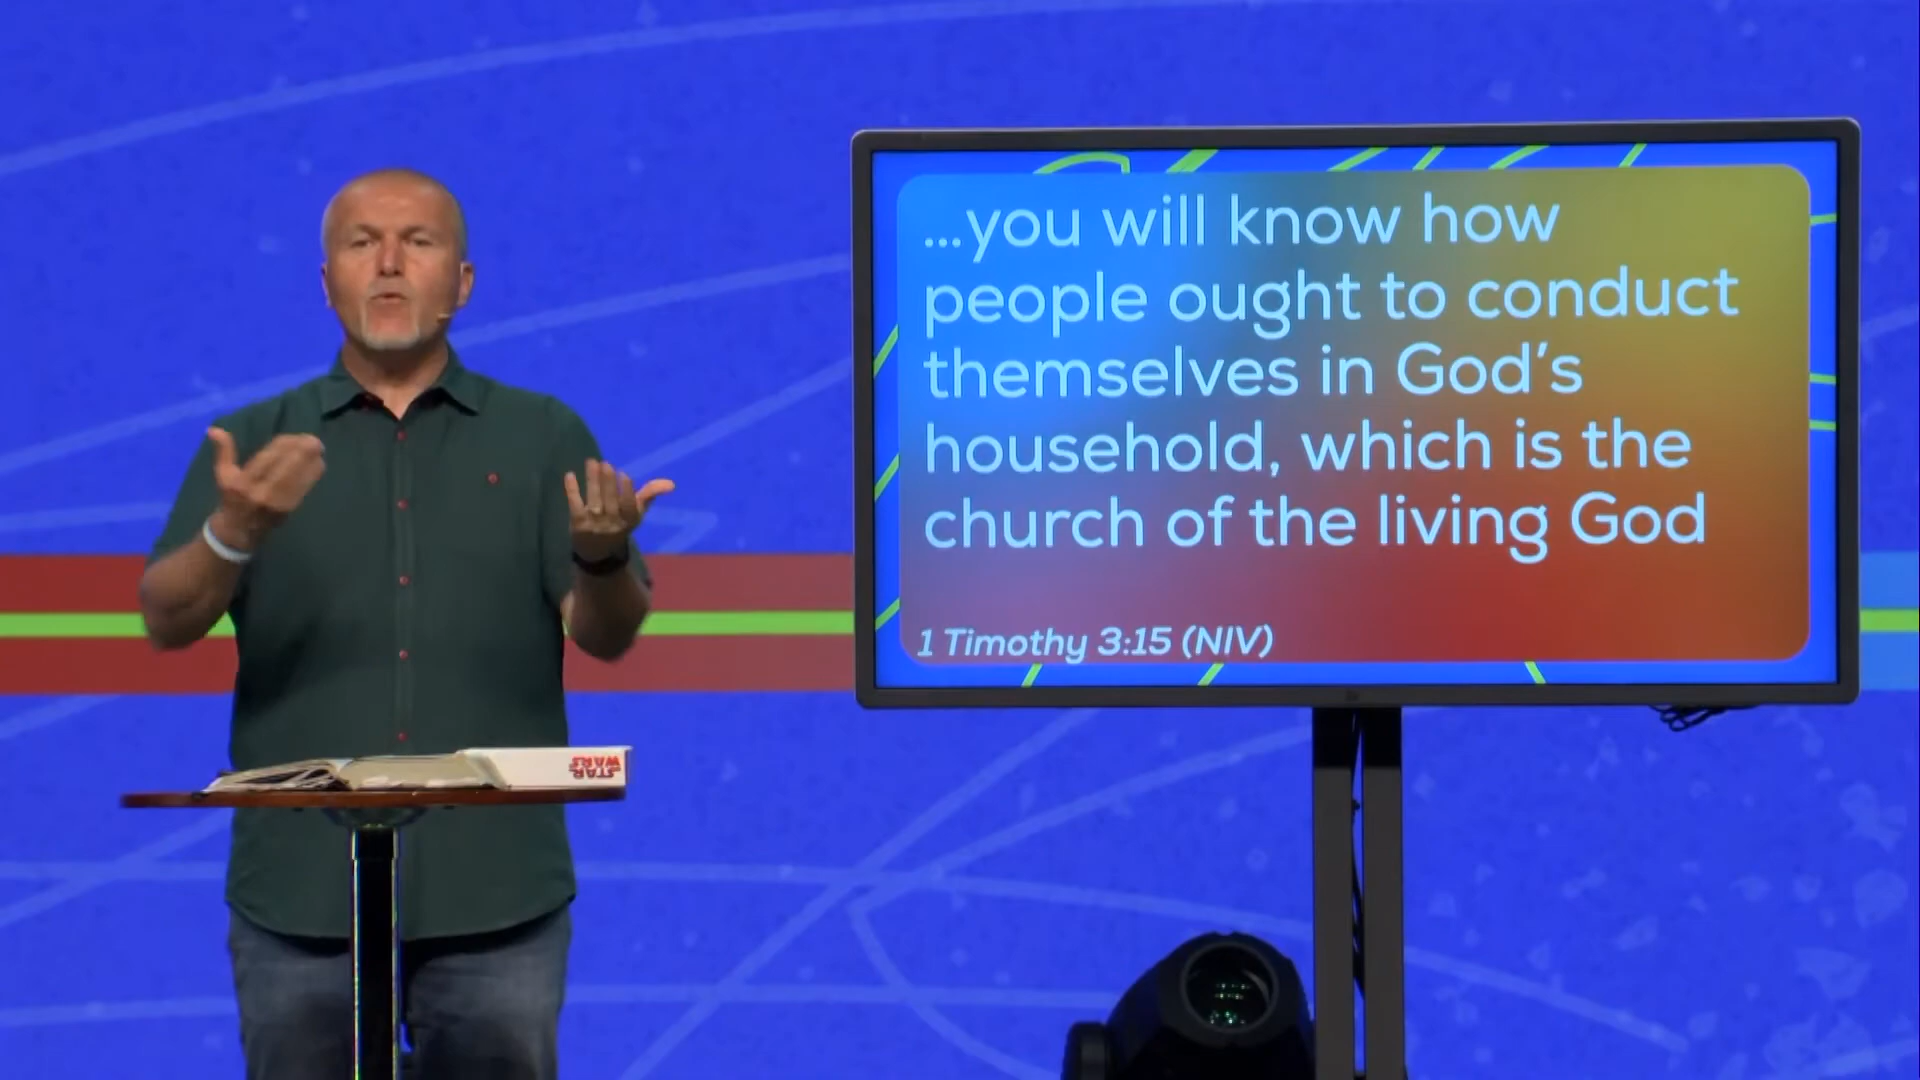 ...you will know how
people ought to conduct
themselves in God's
household, which is the
church of the living God
1 Timothy 3:15 (NIV)
STAR
WARS